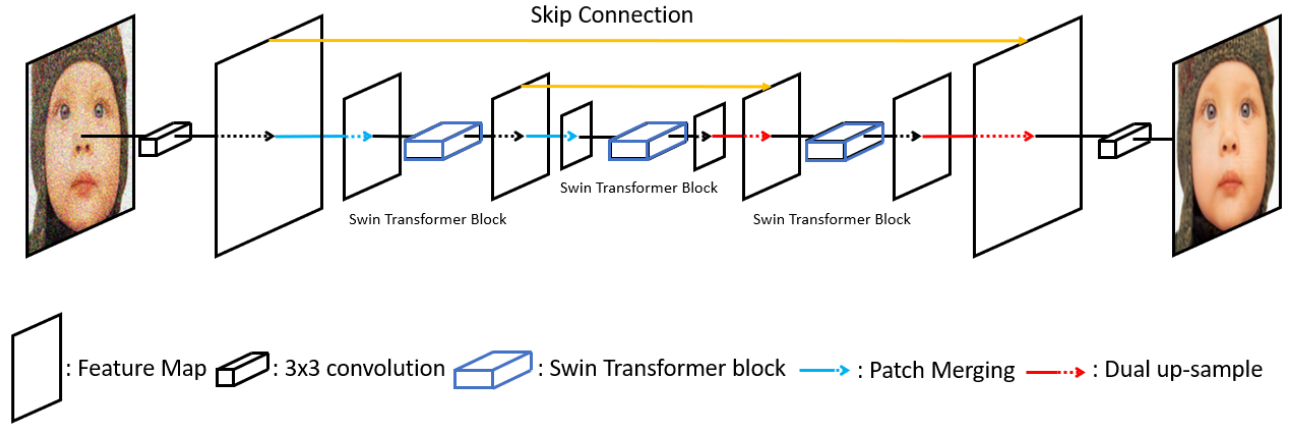 Skip Connection
Swin Transformer Block
Swin Transformer Block
Swin Transformer Block
: Feature Map : 3x3 convolution : Swin Transformer block : Patch Merging : Dual up-sample